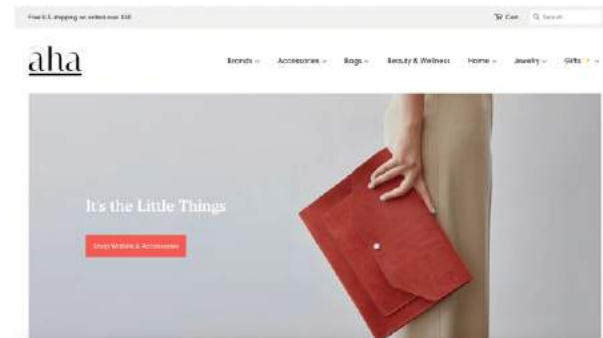 Free U.S. shipping on orders over $50
Cart
Search
aha
Brands
Accessories
Bags
Beauty & Wellness
Home
Jewelry
Gifts
It's the Little Things
Shop Wallets & Accessories